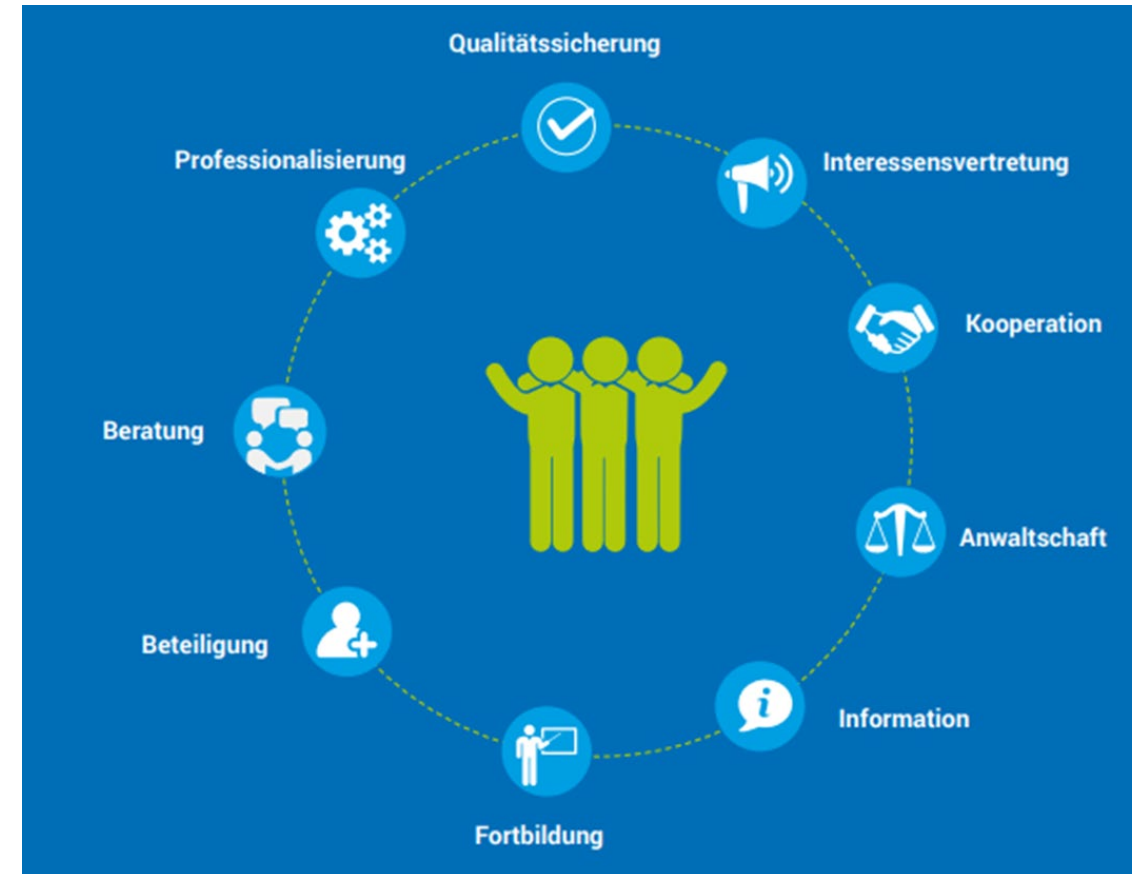 Qualitätssicherung
Professionalisierung
Interessensvertretung
Kooperation
Beratung
Anwaltschaft
Beteiligung
Information
Fortbildung